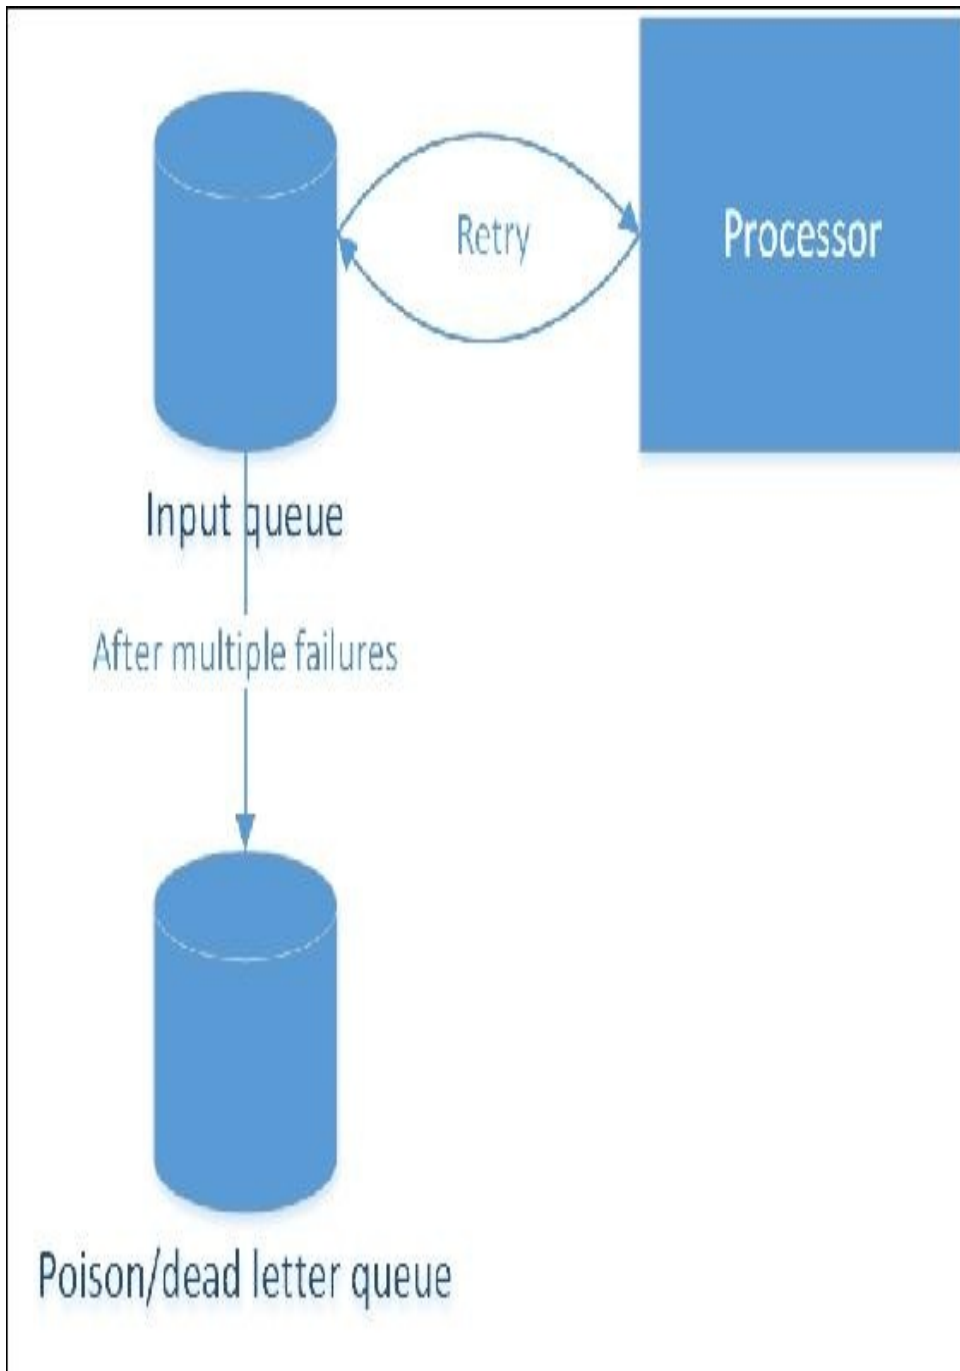 Retry
Processor
Input queue
After multiple failures
Poison/dead letter queue